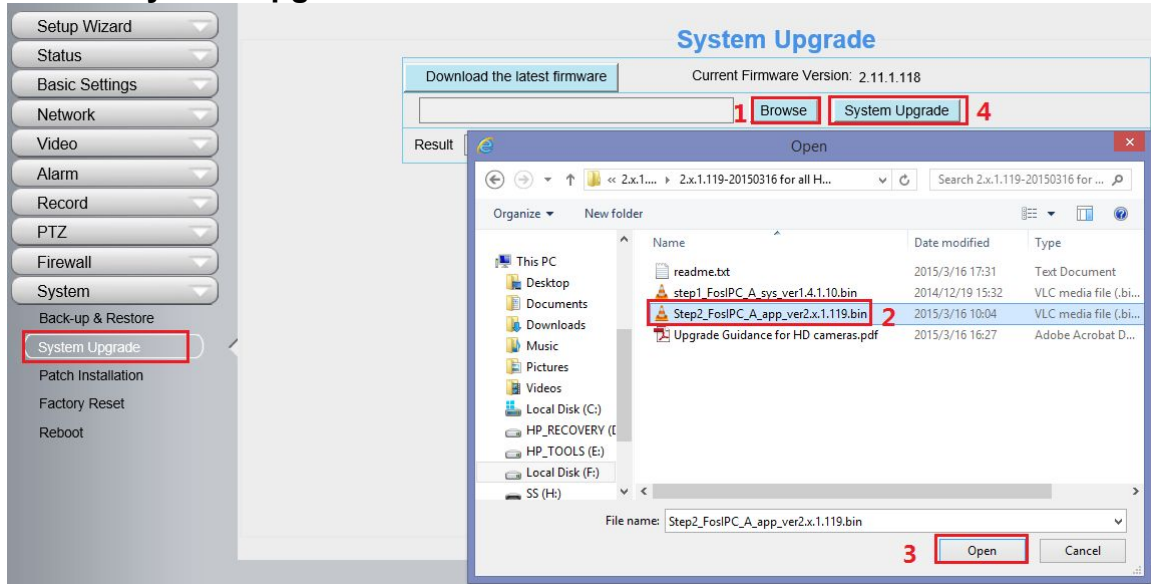 Setup Wizard
Status
Basic Settings
Network
Video
Alarm
Record
PTZ
Firewall
System
Back-up & Restore
System Upgrade
Patch Installation
Factory Reset
Reboot
System Upgrade
Download the latest firmware Current Firmware Version: 2.11.1.118
1 Browse System Upgrade 4
Result
Open
« 2.x.1.... 2.x.1.119-20150316 for all H... Search 2.x.1.119-20150316 for ...
Organize New folder
Name Date modified Type
This PC
Desktop
Documents
Downloads
Music
Pictures
Videos
Local Disk (C:)
HP_RECOVERY (
HP_TOOLS (E:)
Local Disk (F:)
SS (H:)
readme.txt 2015/3/16 17:31 Text Document
step1_FosIPC_A_sys_ver1.4.1.10.bin 2014/12/19 15:32 VLC media file (.bi...
Step2_FosIPC_A_app_ver2.x.1.119.bin 2 2015/3/16 10:04 VLC media file (.bi...
Upgrade Guidance for HD cameras.pdf 2015/3/16 16:27 Adobe Acrobat D...
File name: Step2_FosIPC_A_app_ver2.x.1.119.bin
3 Open Cancel